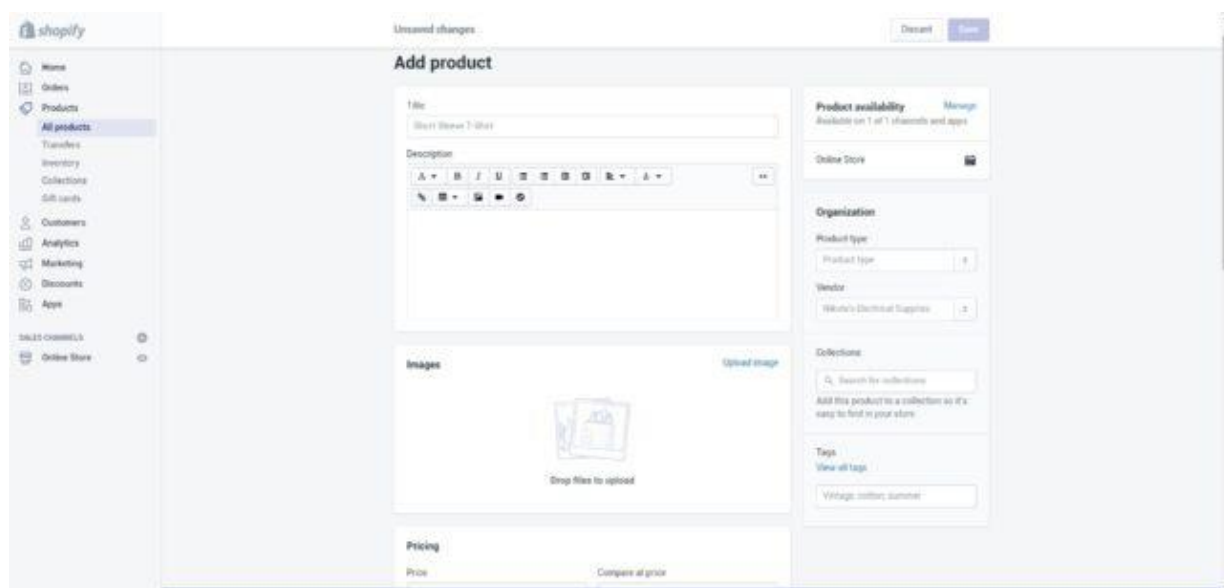 shopify
Unsaved changes
Discard
Save
Home
Orders
Products
All products
Transfers
Inventory
Collections
Gift cards
Customers
Analytics
Marketing
Discounts
Apps
SALES CHANNELS
Online Store
Add product
Title
Short Sleeve T-Shirt
Description
Images
Upload image
Drop files to upload
Pricing
Price
Compare at price
Product availability
Manage
Available on 1 of 1 channels and apps
Online Store
Organization
Product type
Product type
Vendor
Electrical Supplies
Collections
Search for collections
Add this product to a collection so it's
easy to find in your store
Tags
View all tags
Vintage, cotton, summer